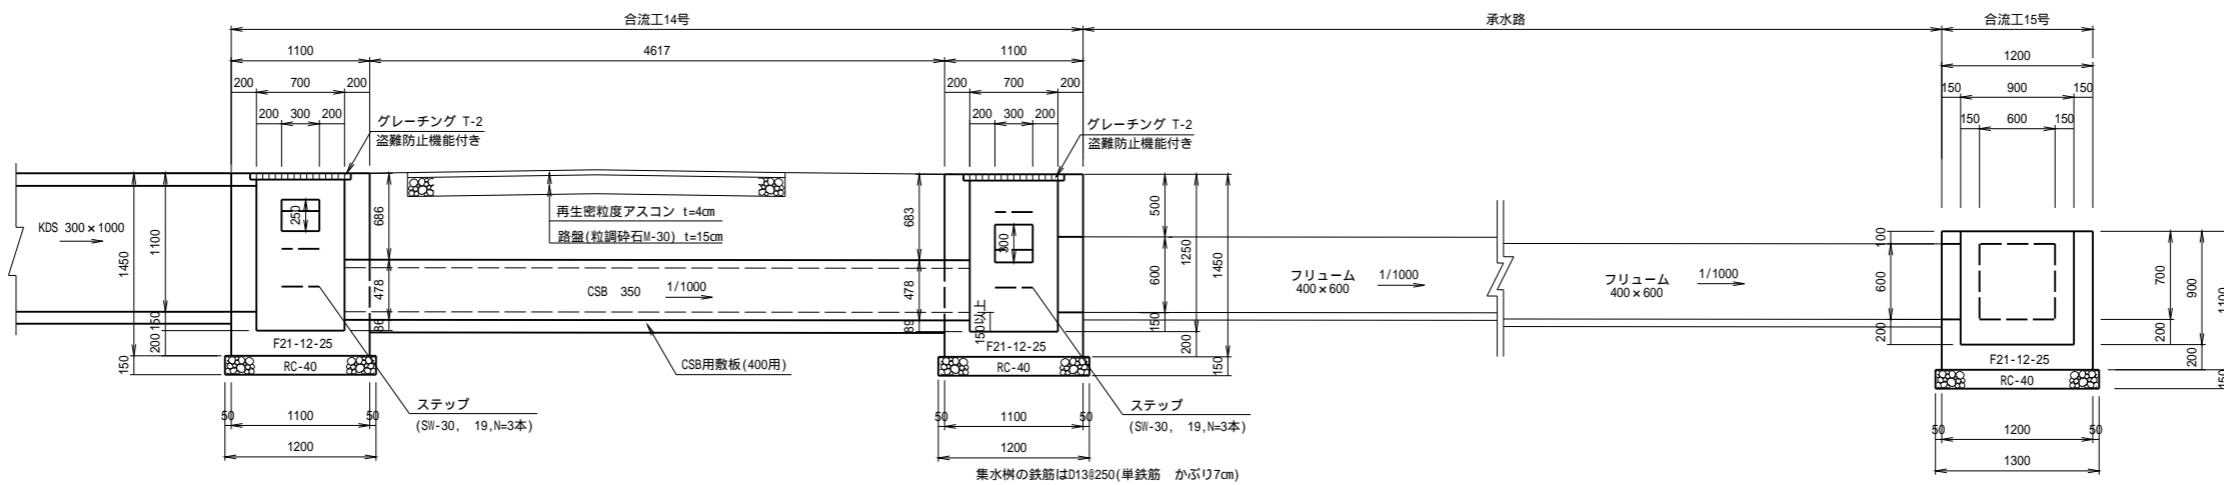 合流工14号
承水路
合流工15号
1100
4617
1100
1200
200
700
200
200
700
200
150
900
150
200
300
200
200
300
200
150
600
150
グレーチング T-2
盗難防止機能付き
グレーチング T-2
盗難防止機能付き
KDS 300×1000
1450
1100
150
200
150
250
686
478
86
再生密粒度アスコン t=4cm
路盤(粒調砕石M-30) t=15cm
CSB 350
1/1000
683
478
89
300
150以上
500
600
150
1250
200
1450
150
フリューム
400×600
1/1000
フリューム
400×600
1/1000
100
600
200
700
200
900
200
1100
150
F21-12-25
RC-40
CSB用敷板(400用)
F21-12-25
RC-40
F21-12-25
RC-40
50
1100
50
1200
ステップ
(SW-30, 19,N=3本)
50
1100
50
1200
ステップ
(SW-30, 19,N=3本)
50
1200
50
1300
集水桝の鉄筋はD13@250(単鉄筋 かぶり7cm)